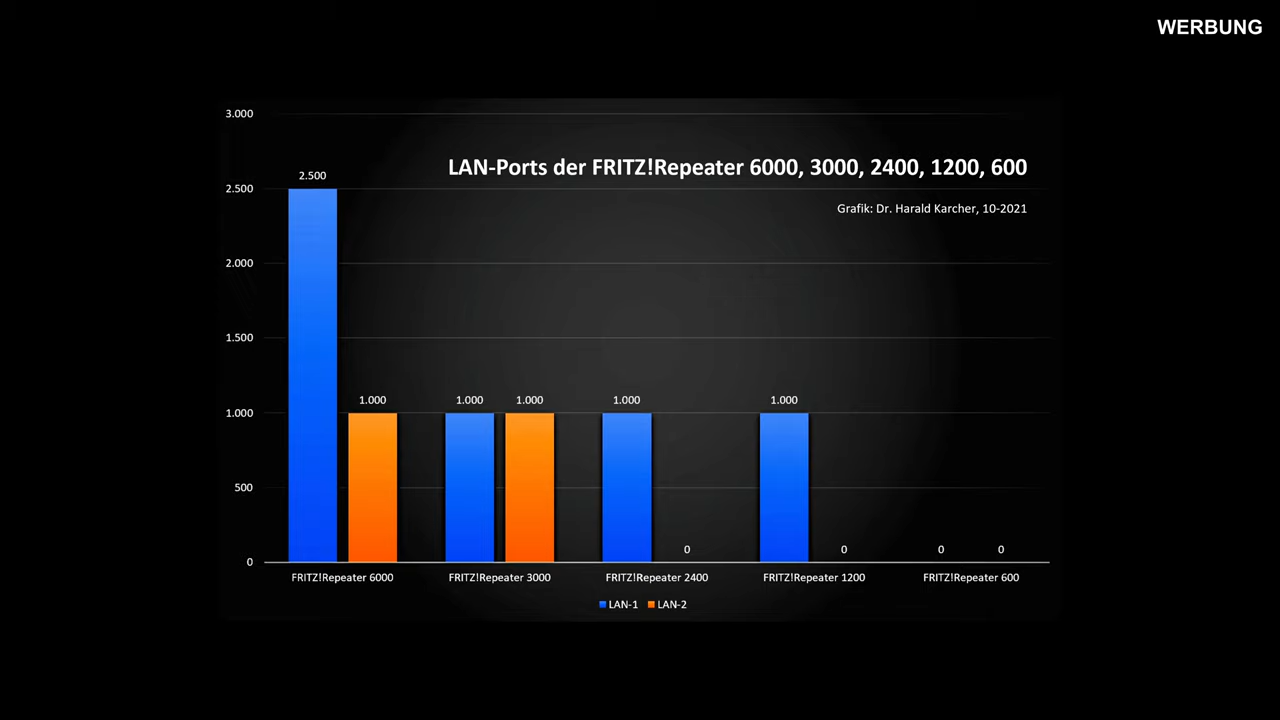 WERBUNG
3.000
LAN-Ports der FRITZ!Repeater 6000, 3000, 2400, 1200, 600
2.500
2.500
Grafik: Dr. Harald Karcher, 10-2021
2.000
1.500
1.000 1.000 1.000 1.000 1.000
1.000
500
0 0 0 0
0
FRITZ!Repeater 6000 FRITZ!Repeater 3000 FRITZ!Repeater 2400 FRITZ!Repeater 1200 FRITZ!Repeater 600
LAN-1 LAN-2